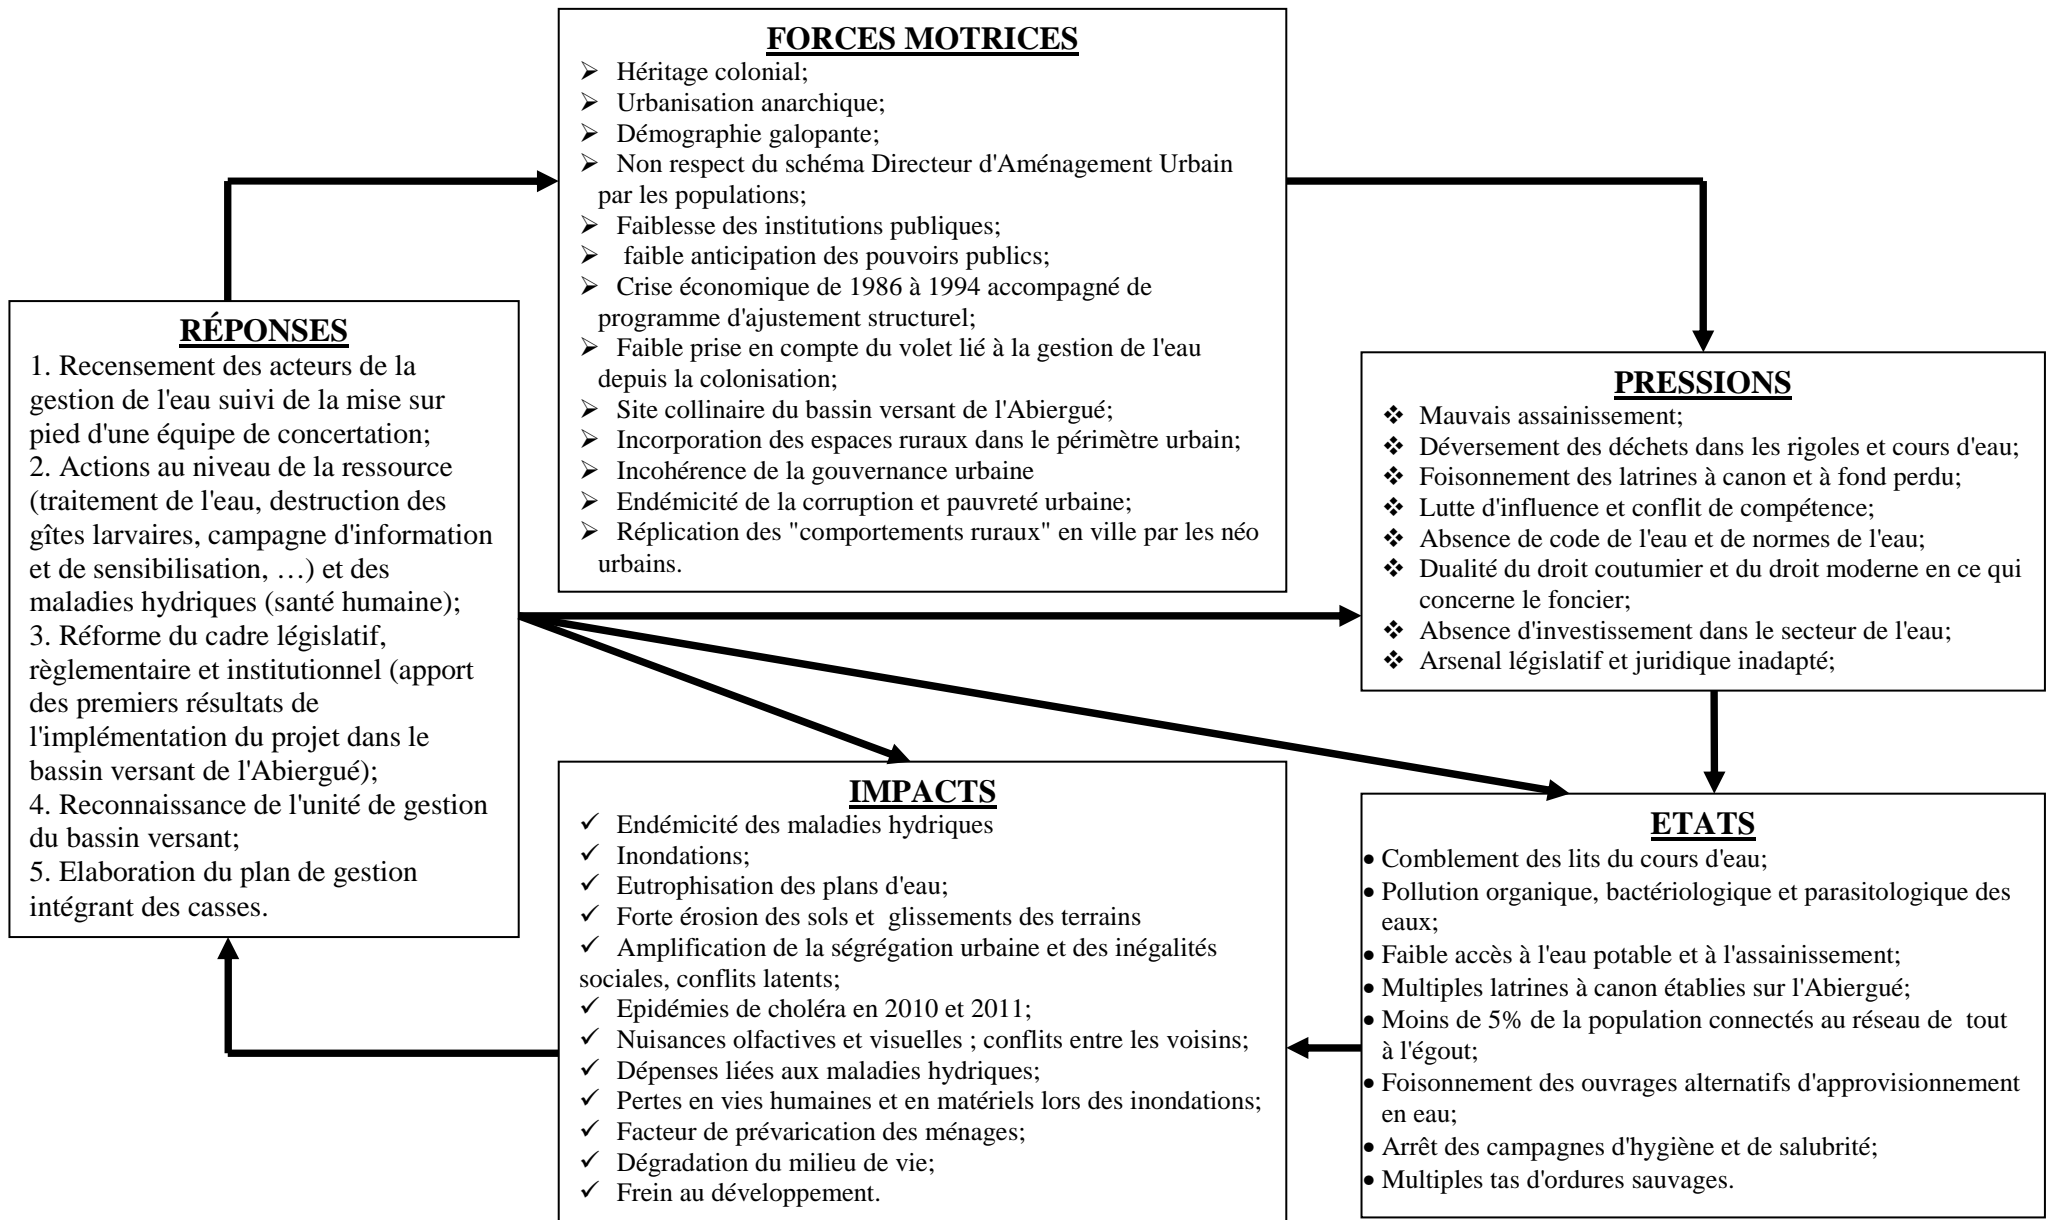 FORCES MOTRICES
➢ Héritage colonial;
➢ Urbanisation anarchique;
➢ Démographie galopante;
➢ Non respect du schéma Directeur d'Aménagement Urbain
par les populations;
➢ Faiblesse des institutions publiques;
➢ faible anticipation des pouvoirs publics;
➢ Crise économique de 1986 à 1994 accompagné de
programme d'ajustement structurel;
➢ Faible prise en compte du volet lié à la gestion de l'eau
depuis la colonisation;
➢ Site collinaire du bassin versant de l'Abiergué;
➢ Incorporation des espaces ruraux dans le périmètre urbain;
➢ Incohérence de la gouvernance urbaine
➢ Endémicité de la corruption et pauvreté urbaine;
➢ Réplication des "comportements ruraux" en ville par les néo
urbains.
RÉPONSES
1. Recensement des acteurs de la
gestion de l'eau suivi de la mise sur
pied d'une équipe de concertation;
2. Actions au niveau de la ressource
(traitement de l'eau, destruction des
gîtes larvaires, campagne d'information
et de sensibilisation, …) et des
maladies hydriques (santé humaine);
3. Réforme du cadre législatif,
règlementaire et institutionnel (apport
des premiers résultats de
l'implémentation du projet dans le
bassin versant de l'Abiergué);
4. Reconnaissance de l'unité de gestion
du bassin versant;
5. Elaboration du plan de gestion
intégrant des casses.
PRESSIONS
❖ Mauvais assainissement;
❖ Déversement des déchets dans les rigoles et cours d'eau;
❖ Foisonnement des latrines à canon et à fond perdu;
❖ Lutte d'influence et conflit de compétence;
❖ Absence de code de l'eau et de normes de l'eau;
❖ Dualité du droit coutumier et du droit moderne en ce qui
concerne le foncier;
❖ Absence d'investissement dans le secteur de l'eau;
❖ Arsenal législatif et juridique inadapté;
IMPACTS
✓ Endémicité des maladies hydriques
✓ Inondations;
✓ Eutrophisation des plans d'eau;
✓ Forte érosion des sols et glissements des terrains
✓ Amplification de la ségrégation urbaine et des inégalités
sociales, conflits latents;
✓ Epidémies de choléra en 2010 et 2011;
✓ Nuisances olfactives et visuelles ; conflits entre les voisins;
✓ Dépenses liées aux maladies hydriques;
✓ Pertes en vies humaines et en matériels lors des inondations;
✓ Facteur de prévarication des ménages;
✓ Dégradation du milieu de vie;
✓ Frein au développement.
ETATS
• Comblement des lits du cours d'eau;
• Pollution organique, bactériologique et parasitologique des
eaux;
• Faible accès à l'eau potable et à l'assainissement;
• Multiples latrines à canon établies sur l'Abiergué;
• Moins de 5% de la population connectés au réseau de tout
à l'égout;
• Foisonnement des ouvrages alternatifs d'approvisionnement
en eau;
• Arrêt des campagnes d'hygiène et de salubrité;
• Multiples tas d'ordures sauvages.